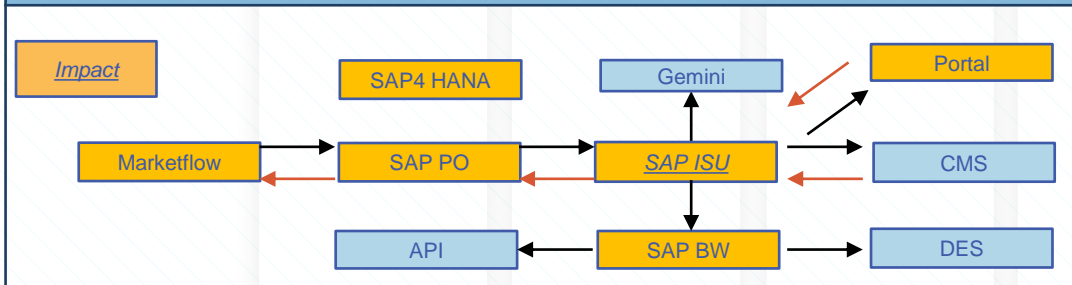 Impact
SAP4 HANA
Gemini
Portal
Marketflow
SAP PO
SAP ISU
CMS
API
SAP BW
DES